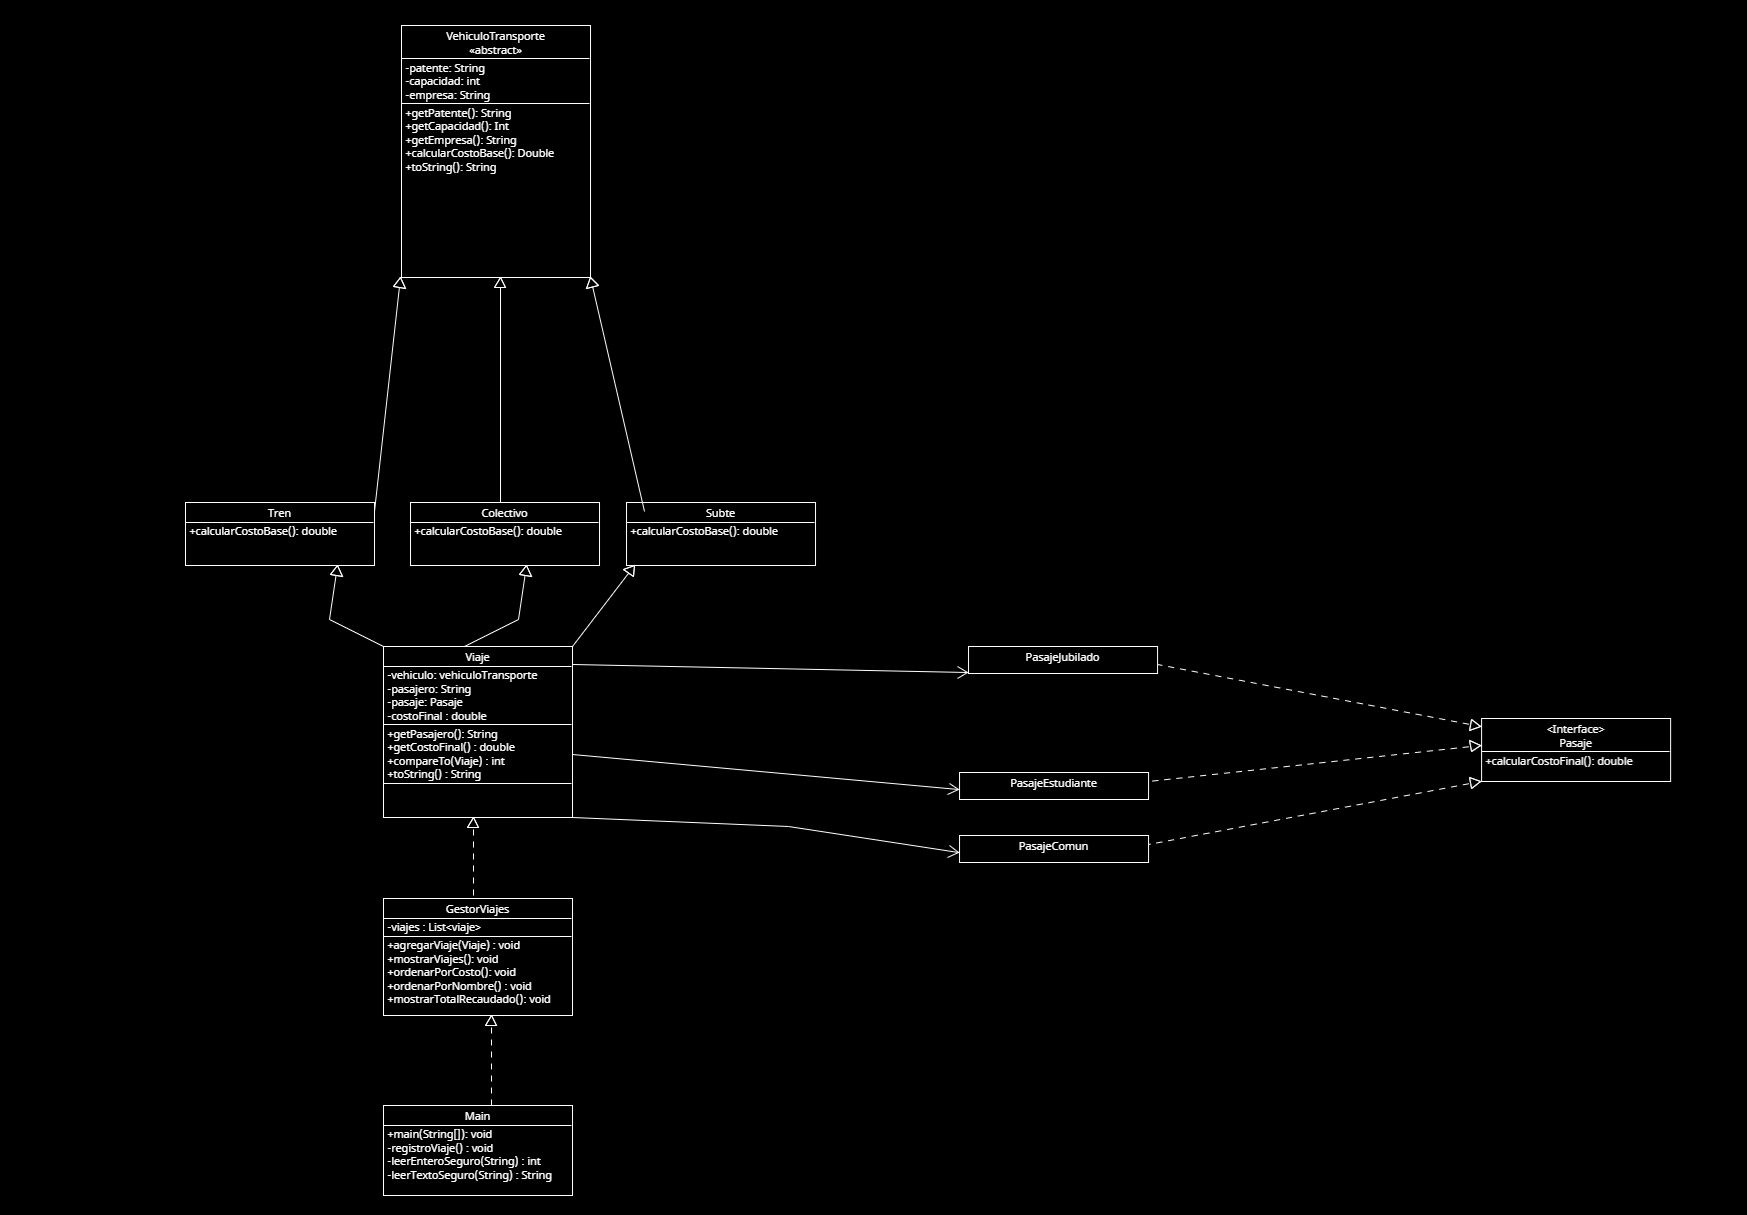 VehiculoTransporte
«abstract»
-patente: String
-capacidad: int
-empresa: String
+getPatente(): String
+getCapacidad(): Int
+getEmpresa(): String
+calcularCostoBase(): Double
+toString(): String
Tren
+calcularCostoBase(): double
Colectivo
+calcularCostoBase(): double
Subte
+calcularCostoBase(): double
Viaje
-vehiculo: vehiculoTransporte
-pasajero: String
-pasaje: Pasaje
-costoFinal : double
+getPasajero(): String
+getCostoFinal() : double
+compareTo(Viaje) : int
+toString() : String
PasajeJubilado
PasajeEstudiante
PasajeComun
<Interface>
Pasaje
+calcularCostoFinal(): double
GestorViajes
-viajes : List<viaje>
+agregarViaje(Viaje) : void
+mostrarViajes(): void
+ordenarPorCosto(): void
+ordenarPorNombre() : void
+mostrarTotalRecaudado(): void
Main
+main(String[]): void
-registroViaje() : void
-leerEnteroSeguro(String) : int
-leerTextoSeguro(String) : String